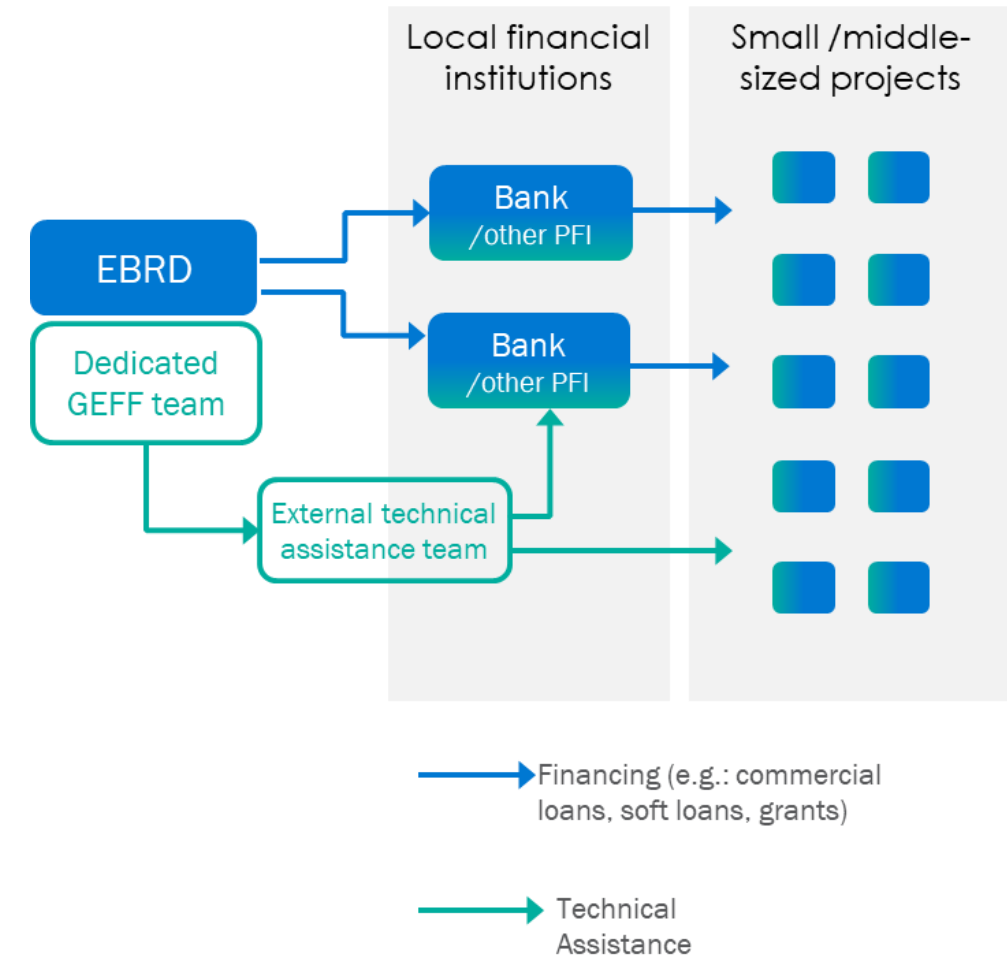 Local financial
institutions
Small /middle-
sized projects
Bank
/other PFI
EBRD
Bank
/other PFI
Dedicated
GEFF team
External technical
assistance team
Financing (e.g.: commercial
loans, soft loans, grants)
Technical
Assistance